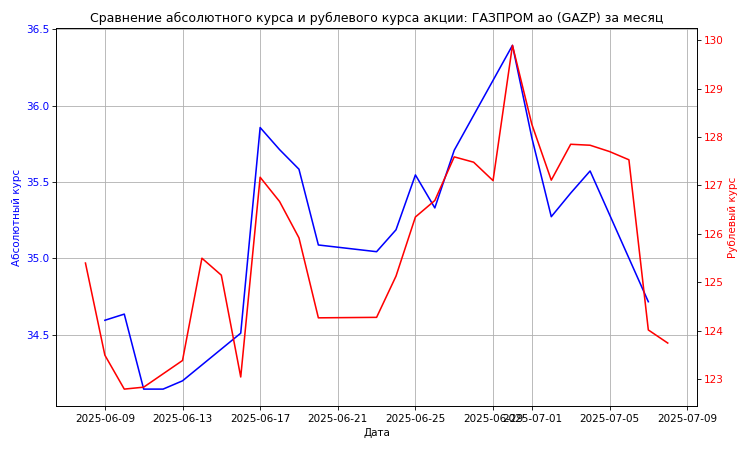 Сравнение абсолютного курса и рублевого курса акции: ГАЗПРОМ ао (GAZP) за месяц
36.5
36.0
35.5
35.0
34.5
Абсолютный курс
130
129
128
127
126
125
124
123
Рублевый курс
2025-06-09 2025-06-13 2025-06-17 2025-06-21 2025-06-25 2025-06-29 2025-07-01 2025-07-05 2025-07-09
Дата